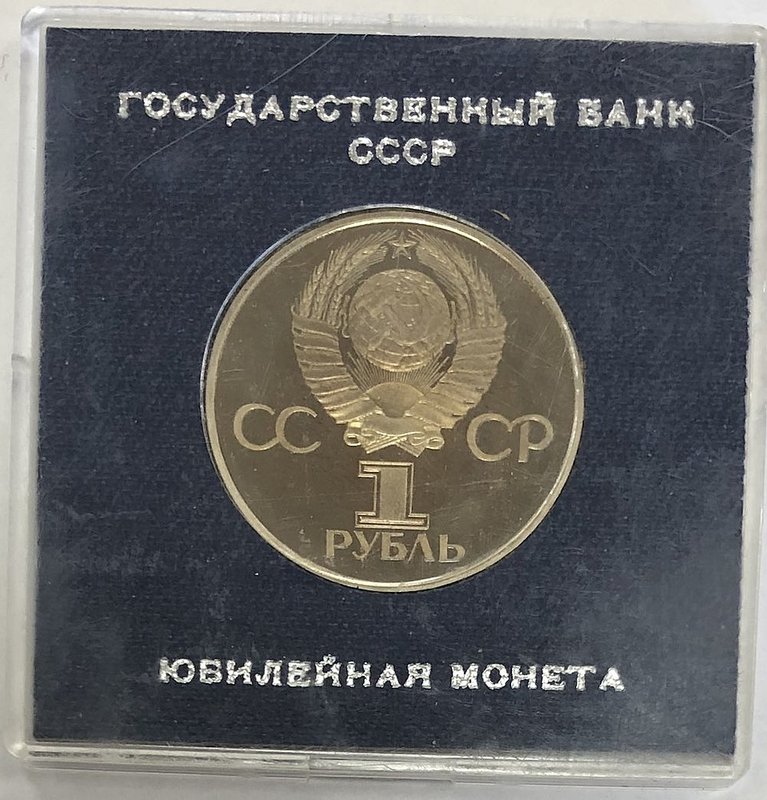 ГОСУДАРСТВЕННЫЙ БАНК
СССР
СС СР
1
РУБЛЬ
ЮБИЛЕЙНАЯ МОНЕТА